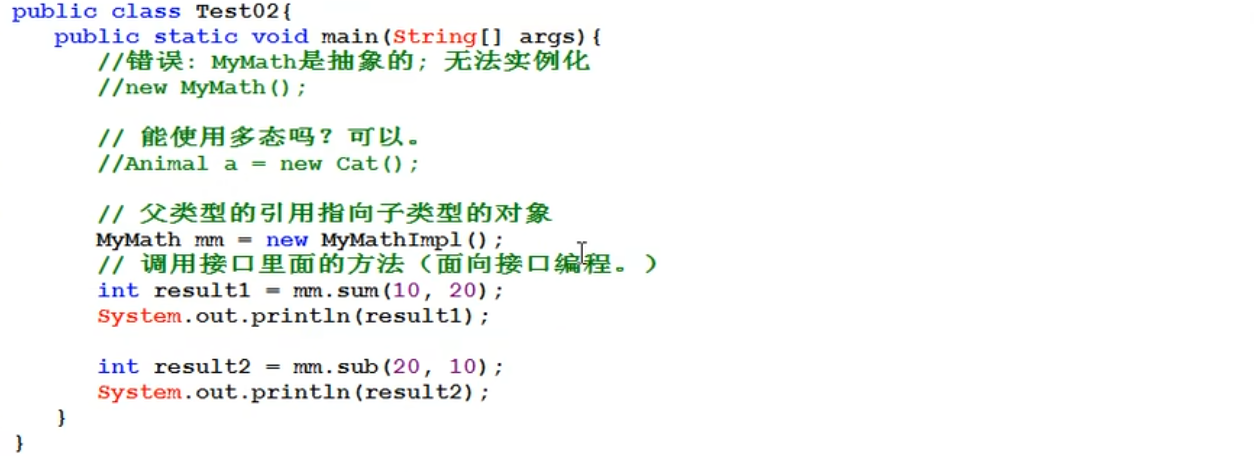 public class Test02{
public static void main(String[] args){
//错误: MyMath是抽象的; 无法实例化
//new MyMath();
// 能使用多态吗? 可以。
//Animal a = new Cat();
// 父类型的引用指向子类型的对象
MyMath mm = new MyMathImpl();
// 调用接口里面的方法（面向接口编程。）
int result1 = mm.sum(10, 20);
System.out.println(result1);
int result2 = mm.sub(20, 10);
System.out.println(result2);
}
}